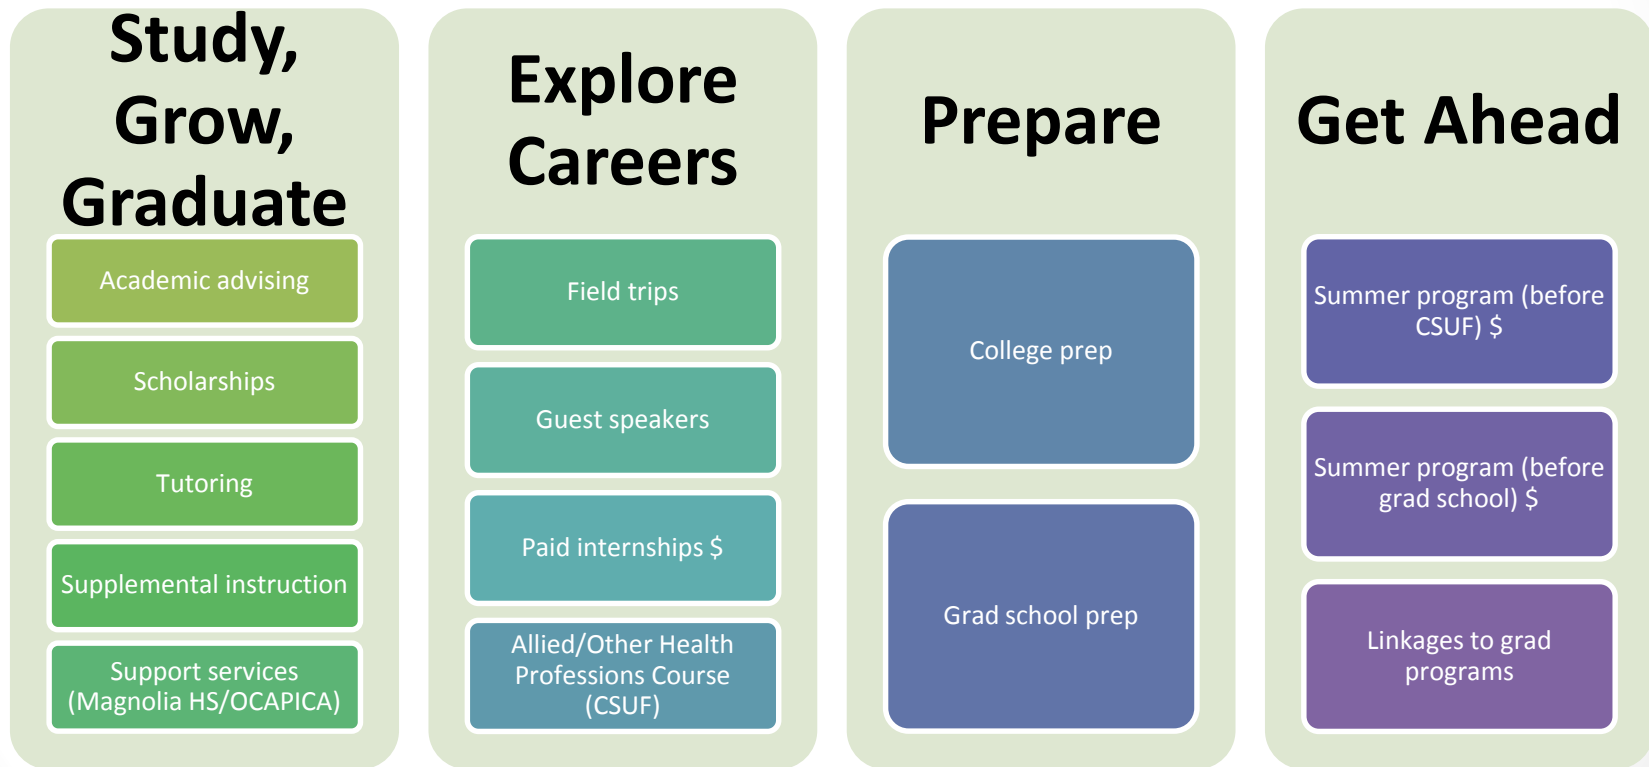 Study,
Grow,
Graduate
Academic advising
Scholarships
Tutoring
Supplemental instruction
Support services
(Magnolia HS/OCAPICA)
Explore
Careers
Field trips
Guest speakers
Paid internships $
Allied/Other Health
Professions Course
(CSUF)
Prepare
College prep
Grad school prep
Get Ahead
Summer program (before
CSUF) $
Summer program (before
grad school) $
Linkages to grad
programs